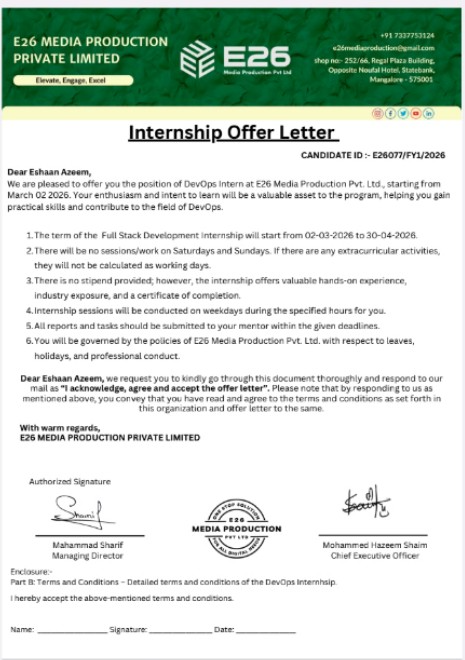 E26 MEDIA PRODUCTION
PRIVATE LIMITED
Elevate, Engage, Excel
E26
Media Production Pvt Ltd
+91 7337753124
e26mediaproduction@gmail.com
shop no:- 252/66, Regal Plaza Building,
Opposite Noufal Hotel, Statebank,
Mangalore - 575001
Internship Offer Letter
CANDIDATE ID :- E26077/FY1/2026
Dear Eshaan Azeem,
We are pleased to offer you the position of DevOps Intern at E26 Media Production Pvt. Ltd., starting from
March 02 2026. Your enthusiasm and intent to learn will be a valuable asset to the program, helping you gain
practical skills and contribute to the field of DevOps.
1. The term of the Full Stack Development Internship will start from 02-03-2026 to 30-04-2026.
2. There will be no sessions/work on Saturdays and Sundays. If there are any extracurricular activities,
they will not be calculated as working days.
3. There is no stipend provided; however, the internship offers valuable hands-on experience,
industry exposure, and a certificate of completion.
4. Internship sessions will be conducted on weekdays during the specified hours for you.
5. All reports and tasks should be submitted to your mentor within the given deadlines.
6. You will be governed by the policies of E26 Media Production Pvt. Ltd. with respect to leaves,
holidays, and professional conduct.
Dear Eshaan Azeem, we request you to kindly go through this document thoroughly and respond to our
mail as “I acknowledge, agree and accept the offer letter”. Please note that by responding to us as
mentioned above, you convey that you have read and agree to the terms and conditions as set forth in
this organization and offer letter to the same.
With warm regards,
E26 MEDIA PRODUCTION PRIVATE LIMITED
Authorized Signature
Sharif
ONE STOP SOLUTION
E26
MEDIA PRODUCTION
PVT LTD
FOR ALL DIGITAL NEEDS
Mahammad Sharif
Managing Director
Mohammed Hazeem Shaim
Chief Executive Officer
Enclosure:-
Part B: Terms and Conditions – Detailed terms and conditions of the DevOps Internhsip.
I hereby accept the above-mentioned terms and conditions.
Name: ________________ Signature: ______________ Date: ______________